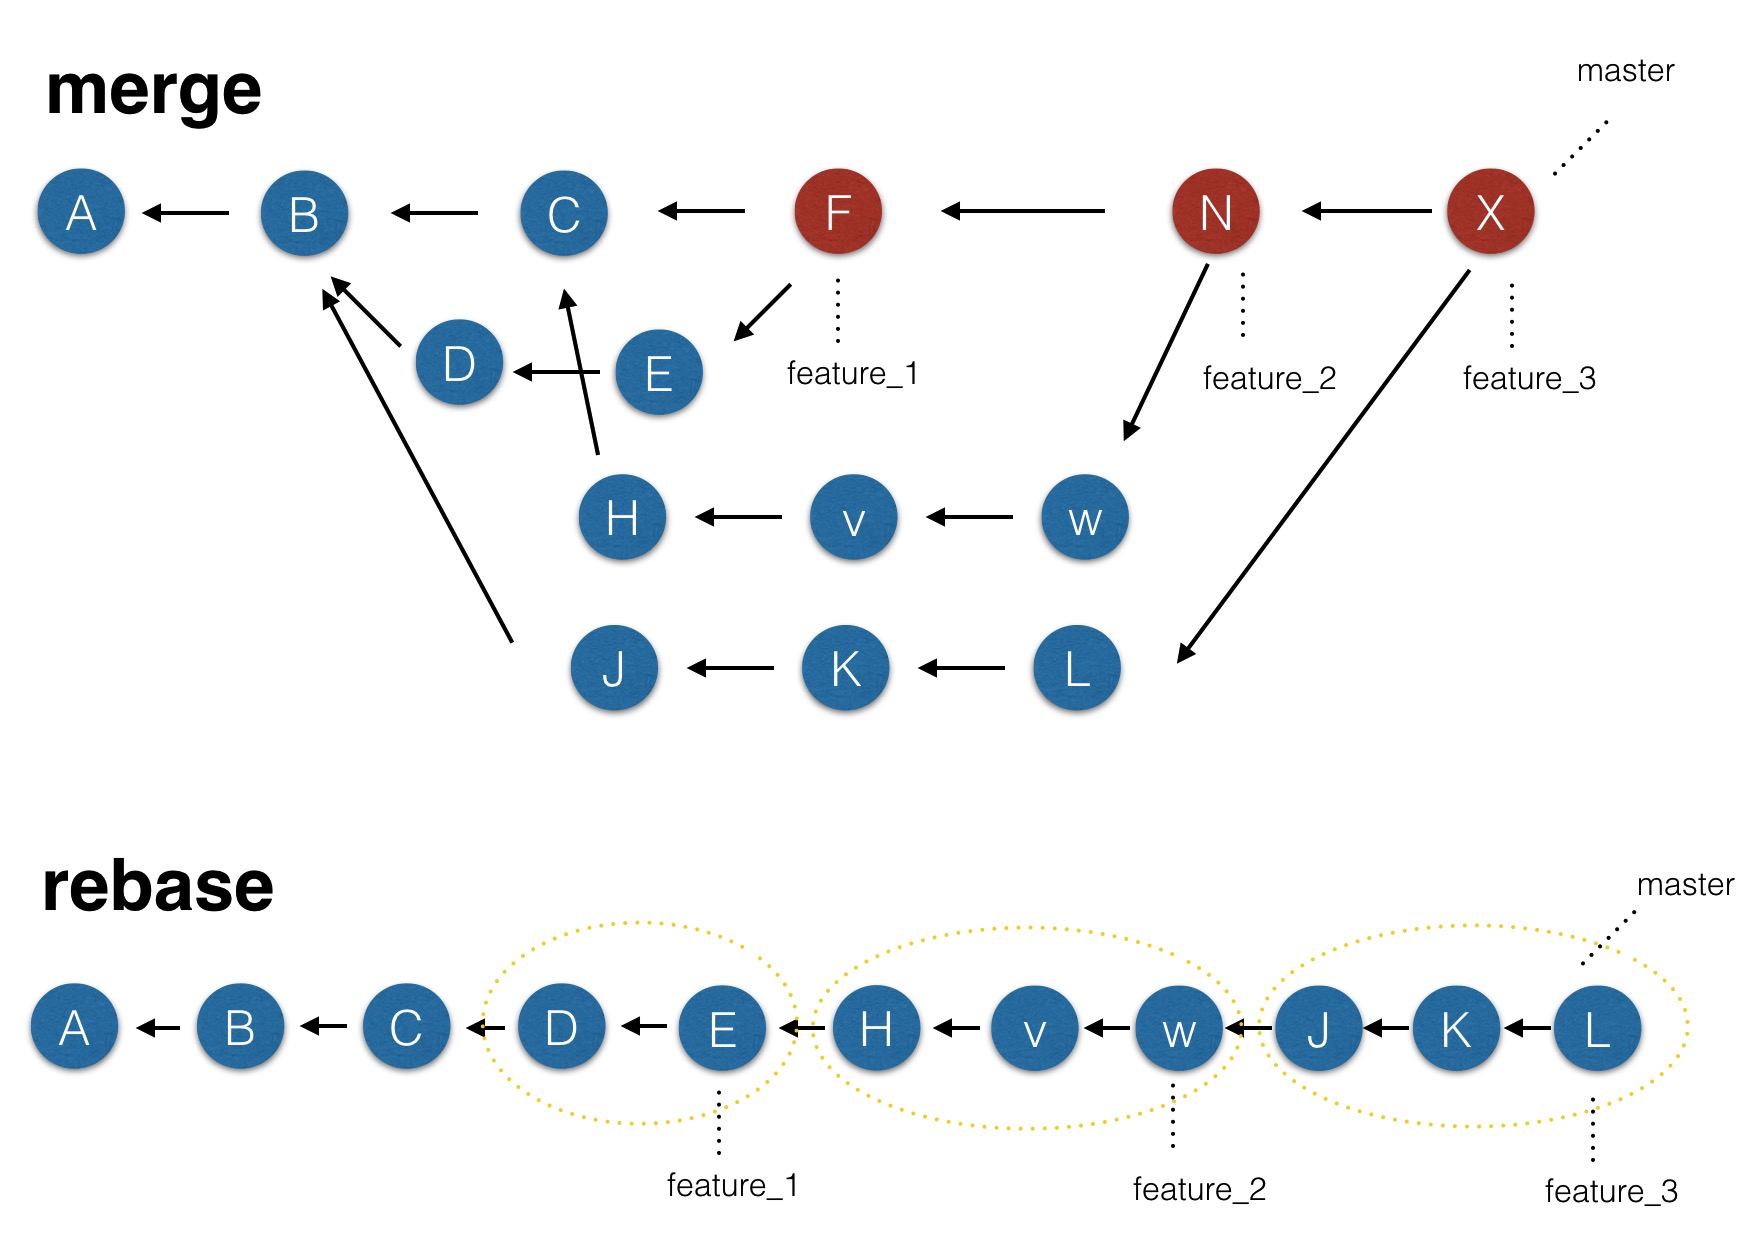 merge
master
A
B
C
F
N
X
D
E
feature_1
feature_2
feature_3
H
v
w
J
K
L
rebase
master
A
B
C
D
E
H
v
w
J
K
L
feature_1
feature_2
feature_3